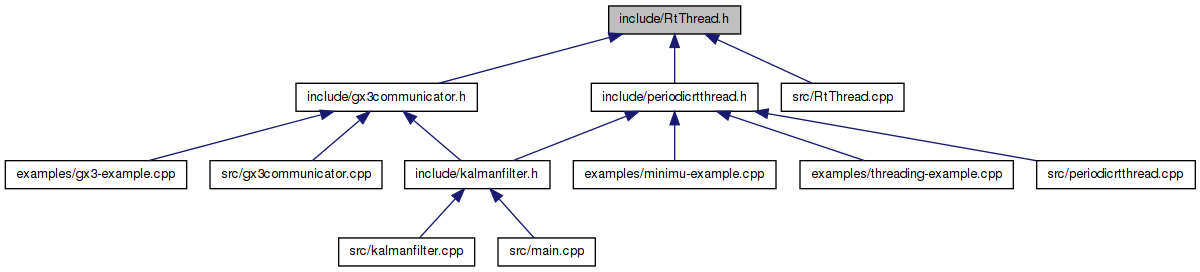 include/RtThread.h
include/gx3communicator.h
include/periodicrtthread.h
src/RtThread.cpp
examples/gx3-example.cpp
src/gx3communicator.cpp
include/kalmanfilter.h
examples/minimu-example.cpp
examples/threading-example.cpp
src/periodicrtthread.cpp
src/kalmanfilter.cpp
src/main.cpp